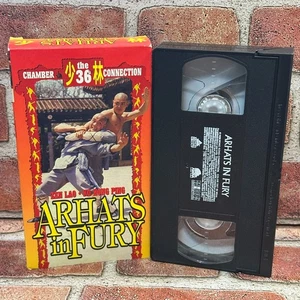 CHAMBER
the
少 36 林
CONNECTION
ARHATS
in FURY
ARHATS IN FURY